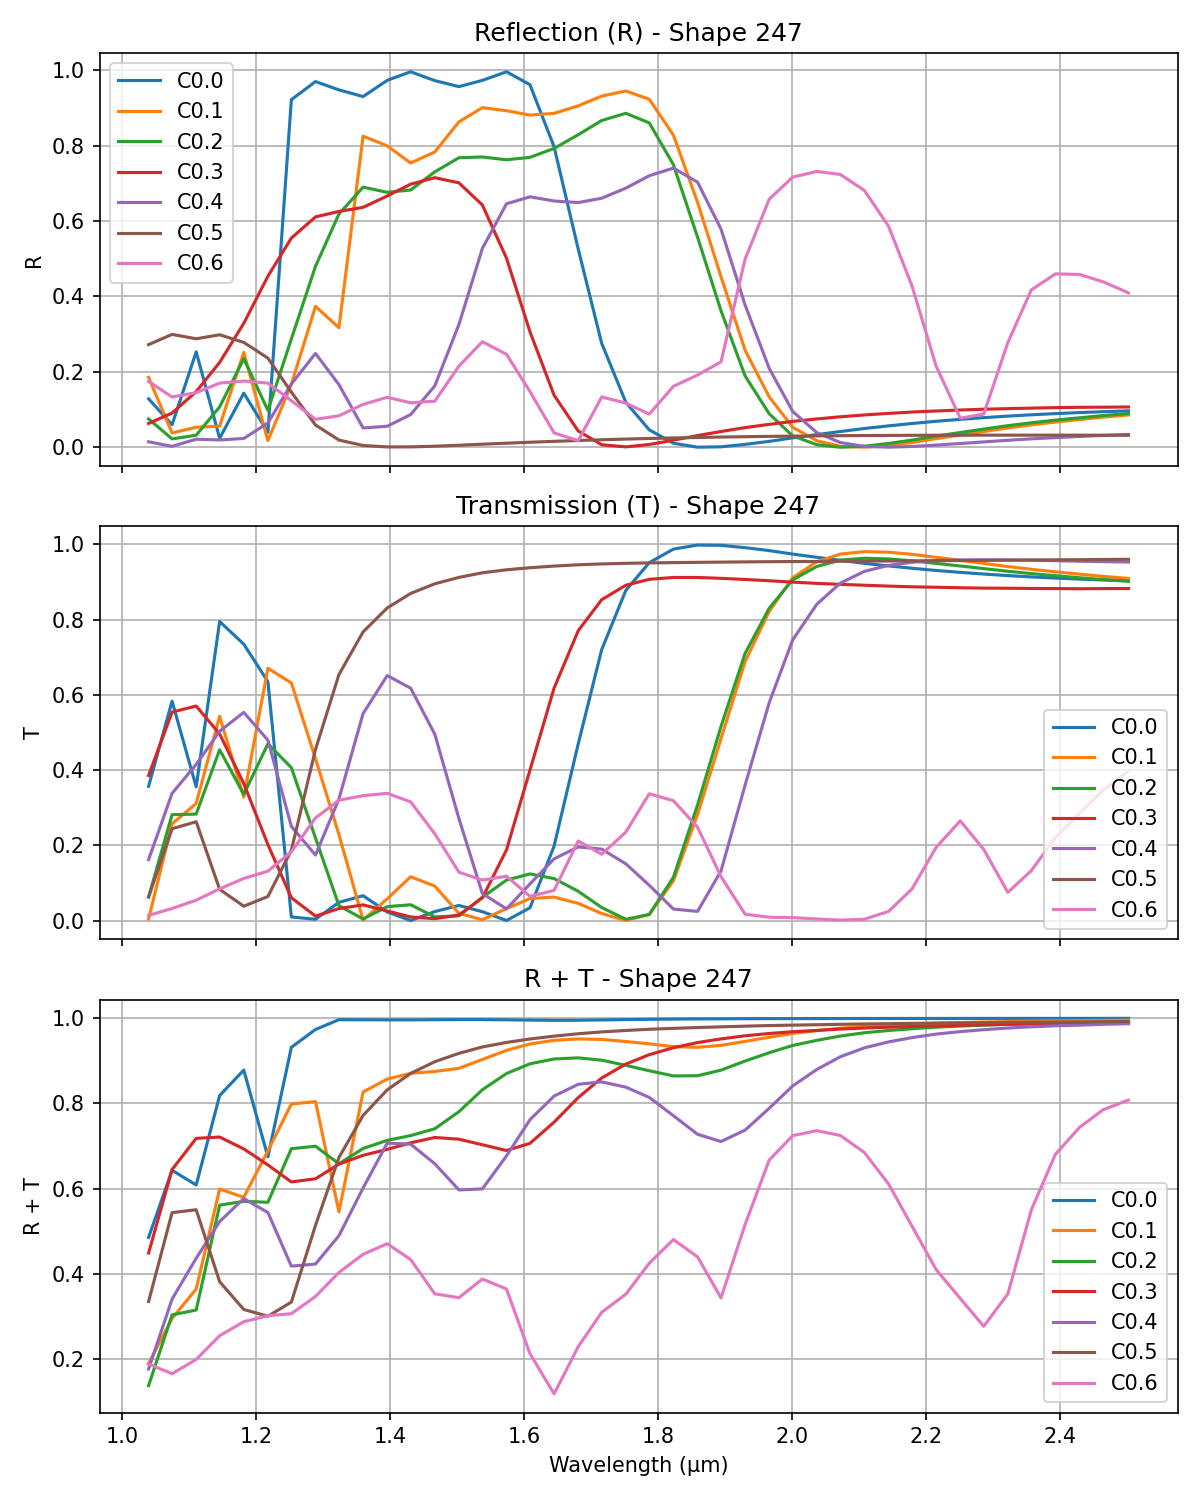 Reflection (R) - Shape 247
1.0
0.8
0.6
0.4
0.2
0.0
R
C0.0
C0.1
C0.2
C0.3
C0.4
C0.5
C0.6
Transmission (T) - Shape 247
1.0
0.8
0.6
0.4
0.2
0.0
T
C0.0
C0.1
C0.2
C0.3
C0.4
C0.5
C0.6
R + T - Shape 247
1.0
0.8
0.6
0.4
0.2
R + T
C0.0
C0.1
C0.2
C0.3
C0.4
C0.5
C0.6
1.0 1.2 1.4 1.6 1.8 2.0 2.2 2.4
Wavelength (μm)